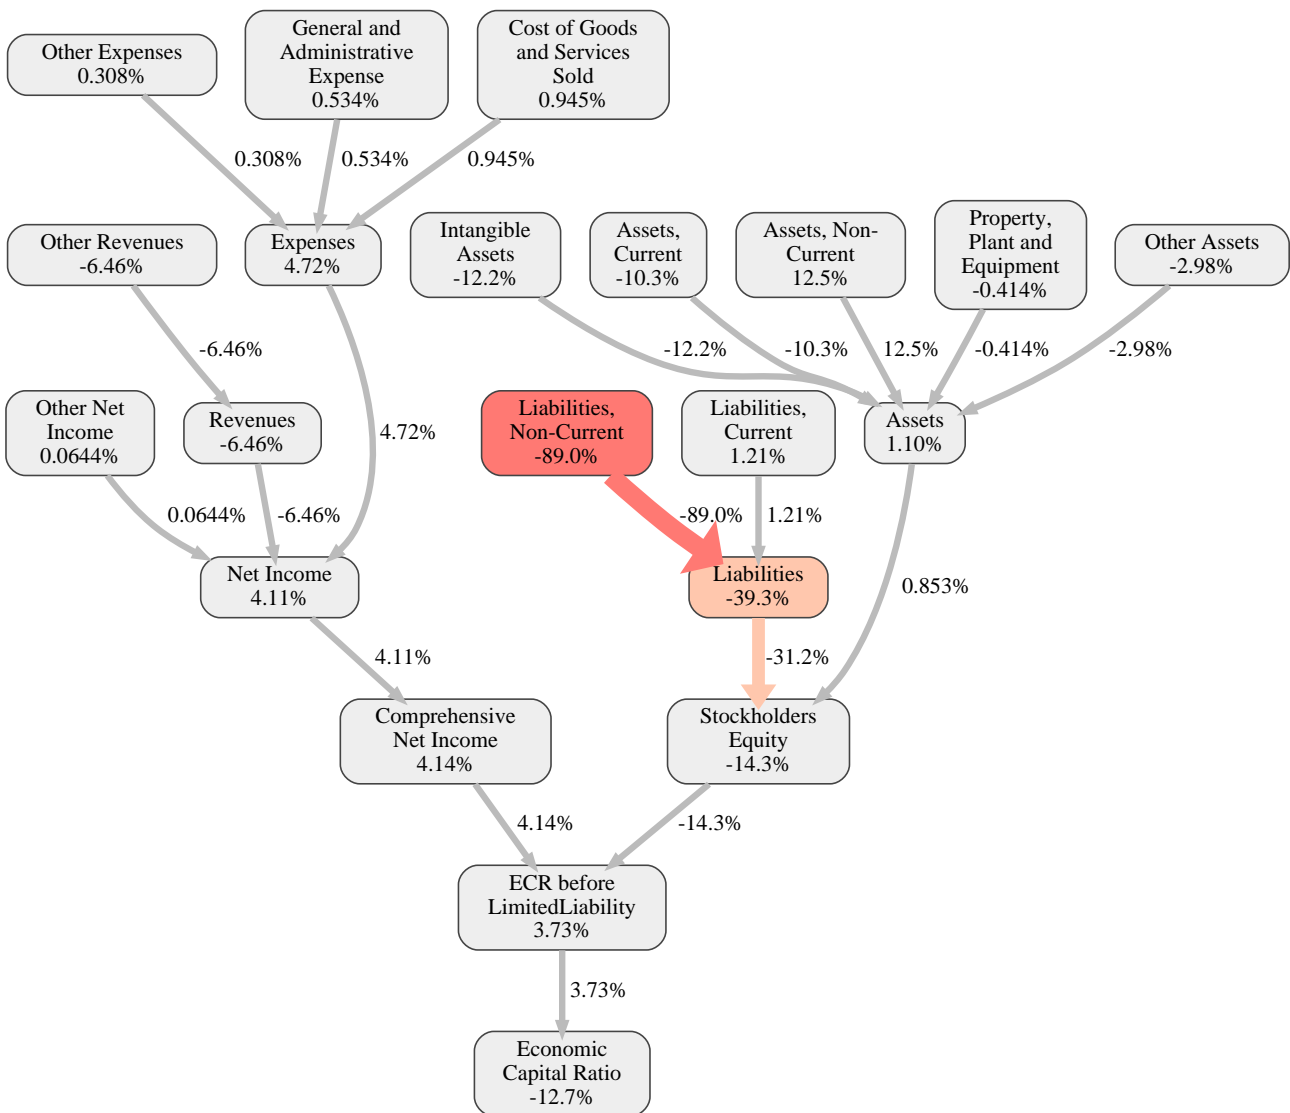 Other Expenses
0.308%
General and
Administrative
Expense
0.534%
Cost of Goods
and Services
Sold
0.945%
0.308%
0.534%
0.945%
Other Revenues
-6.46%
Expenses
4.72%
Intangible
Assets
-12.2%
Assets,
Current
-10.3%
Assets, Non-
Current
12.5%
Property,
Plant and
Equipment
-0.414%
Other Assets
-2.98%
-6.46%
-12.2%
-10.3%
12.5%
-0.414%
-2.98%
Other Net
Income
0.0644%
Revenues
-6.46%
4.72%
Liabilities,
Non-Current
-89.0%
Liabilities,
Current
1.21%
Assets
1.10%
0.0644%
-6.46%
-89.0%
1.21%
Net Income
4.11%
Liabilities
-39.3%
0.853%
4.11%
-31.2%
Comprehensive
Net Income
4.14%
Stockholders
Equity
-14.3%
4.14%
-14.3%
ECR before
LimitedLiability
3.73%
3.73%
Economic
Capital Ratio
-12.7%